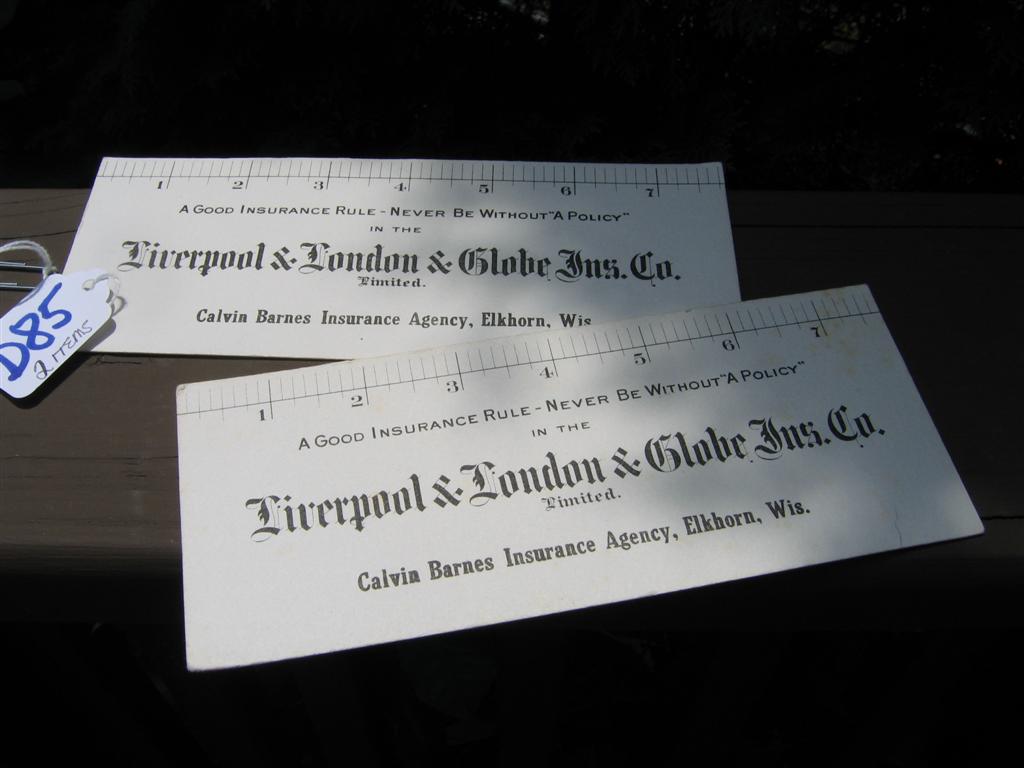 1 2 3 4 5 6 7
A GOOD INSURANCE RULE - NEVER BE WITHOUT "A POLICY"
IN THE
Liverpool & London & Globe Ins. Co.
Limited.
Calvin Barnes Insurance Agency, Elkhorn, Wis
D85
2 ITEMS
1 2 3 4 5 6 7
A GOOD INSURANCE RULE - NEVER BE WITHOUT "A POLICY"
IN THE
Liverpool & London & Globe Ins. Co.
Limited.
Calvin Barnes Insurance Agency, Elkhorn, Wis.